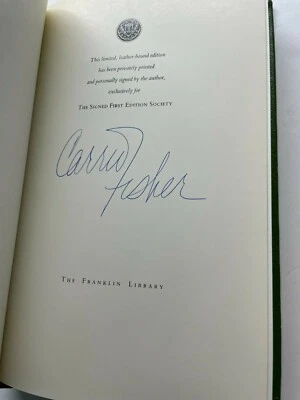 This limited, leather-bound edition
has been privately printed
and personally signed by the author,
exclusively for
THE SIGNED FIRST EDITION SOCIETY
Carrie
Fisher
THE FRANKLIN LIBRARY